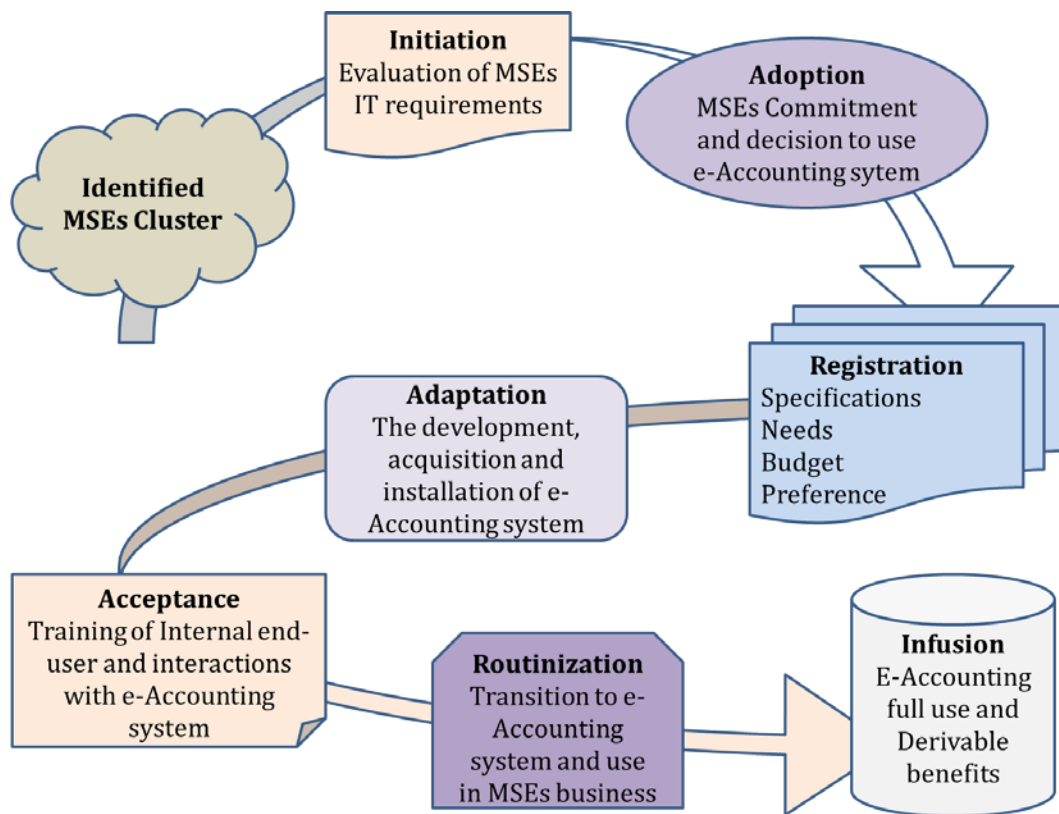 Initiation
Evaluation of MSEs
IT requirements
Adoption
MSEs Commitment
and decision to use
e-Accounting sytem
Identified
MSEs Cluster
Registration
Specifications
Needs
Budget
Preference
Adaptation
The development,
acquisition and
installation of e-
Accounting system
Acceptance
Training of Internal end-
user and interactions
with e-Accounting
system
Routinization
Transition to e-
Accounting
system and use
in MSEs business
Infusion
E-Accounting
full use and
Derivable
benefits